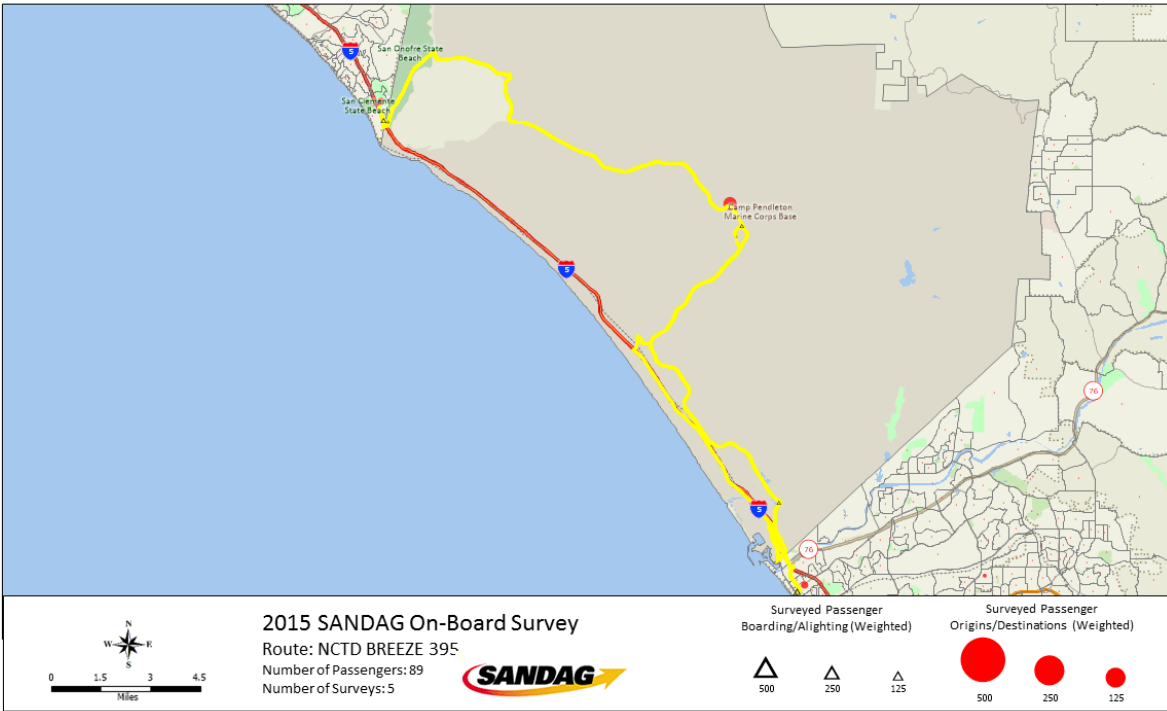 5
San Onofre State
Beach
San Clemente
State Beach
Camp Pendleton
Marine Corps Base
5
76
5
76
N
W E
S
0 1.5 3 4.5
Miles
2015 SANDAG On-Board Survey
Route: NCTD BREEZE 395
Number of Passengers: 89
Number of Surveys: 5
SANDAG
Surveyed Passenger
Boarding/Alighting (Weighted)
500 250 125
Surveyed Passenger
Origins/Destinations (Weighted)
500 250 125